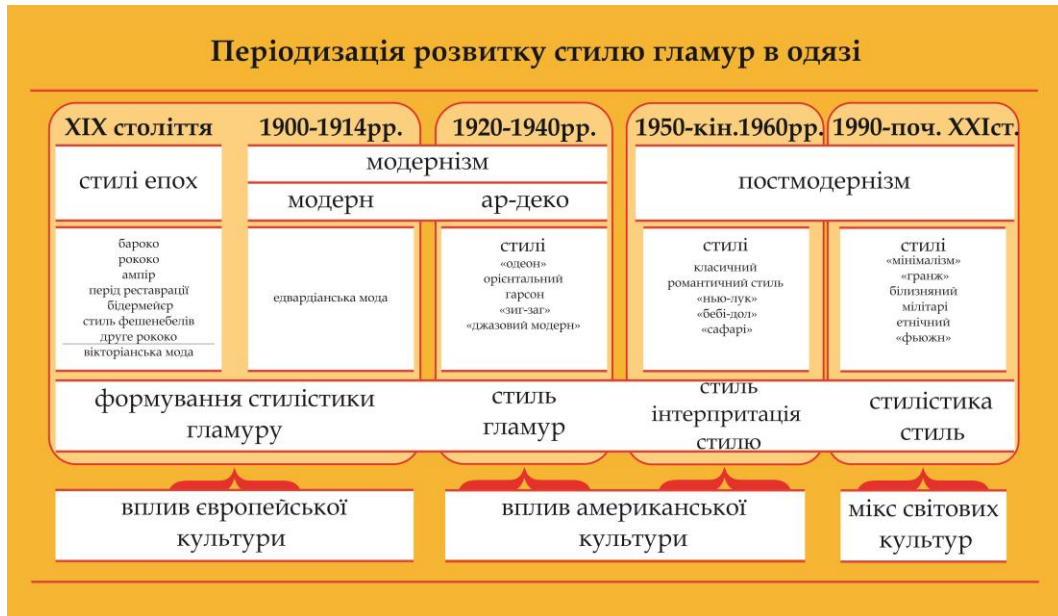 Періодизація розвитку стилю гламур в одязі
XIX століття
1900-1914рр.
1920-1940рр.
1950-кін.1960рр.
1990-поч. XXIст.
стилі епох
модернізм
модерн
ар-деко
постмодернізм
бароко
рококо
ампір
перід реставрації
бідермейєр
стиль фешенебелів
друге рококо
вікторіанська мода
едвардіанська мода
стилі
«одеон»
орієнтальний
гарсон
«зиг-заг»
«джазовий модерн»
стилі
класичний
романтичний стиль
«нью-лук»
«бебі-дол»
«сафарі»
стилі
«мінімалізм»
«гранж»
білизняний
мілітарі
етнічний
«фьюжн»
формування стилістики
гламуру
стиль
гламур
стиль
інтерпритація
стилю
стилістика
стиль
вплив європейської
культури
вплив американської
культури
мікс світових
культур